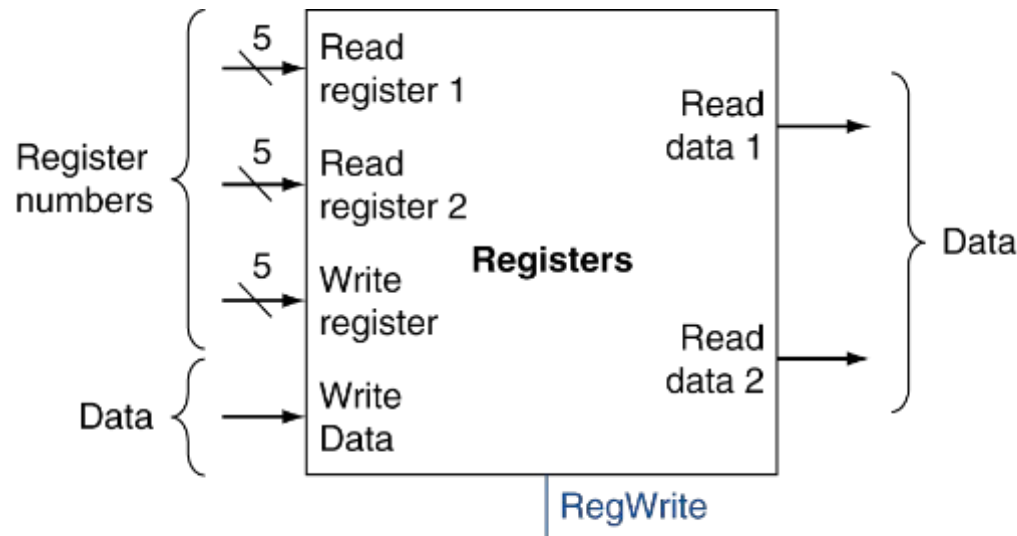 Register
numbers
Data
5
Read
register 1
5
Read
register 2
5
Write
register
Write
Data
Registers
Read
data 1
Read
data 2
Data
RegWrite